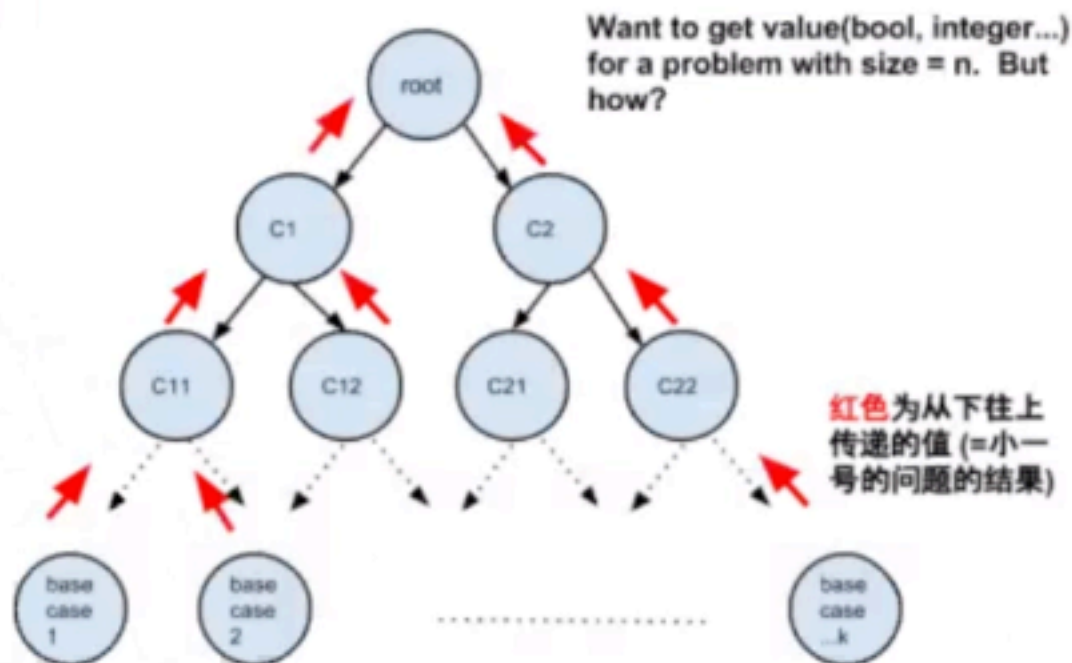 Want to get value(bool, integer...)
for a problem with size = n. But
how?
root
C1
C2
C11
C12
C21
C22
红色为从下往上
传递的值 (=小一
号的问题的结果)
base
case
1
base
case
2
base
case
...k